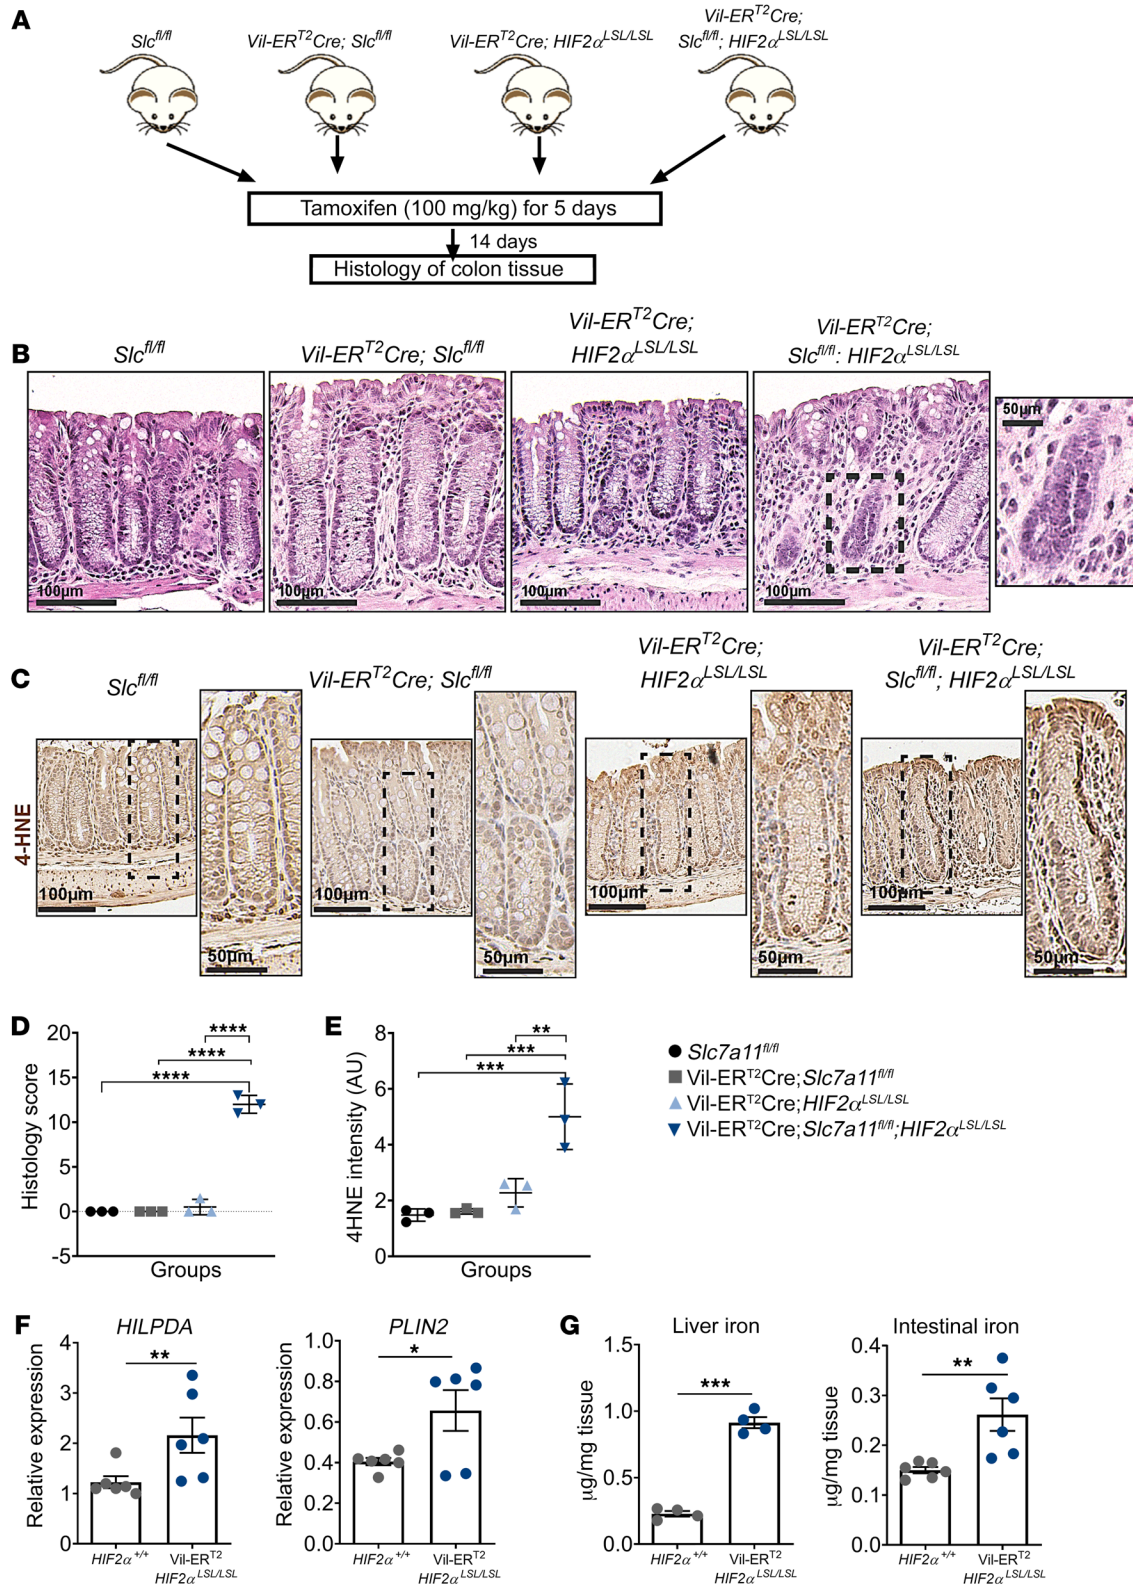 A
Slc^fl/fl
Vil-ER^T2Cre; Slc^fl/fl
Vil-ER^T2Cre; HIF2α^LSL/LSL
Vil-ER^T2Cre;
Slc^fl/fl; HIF2α^LSL/LSL
Tamoxifen (100 mg/kg) for 5 days
14 days
Histology of colon tissue
B
Slc^fl/fl
Vil-ER^T2Cre; Slc^fl/fl
Vil-ER^T2Cre;
HIF2α^LSL/LSL
Vil-ER^T2Cre;
Slc^fl/fl: HIF2α^LSL/LSL
100µm
100µm
100µm
100µm
50µm
C
Slc^fl/fl
Vil-ER^T2Cre; Slc^fl/fl
Vil-ER^T2Cre;
HIF2α^LSL/LSL
Vil-ER^T2Cre;
Slc^fl/fl; HIF2α^LSL/LSL
4-HNE
100µm
50µm
100µm
50µm
100µm
50µm
100µm
50µm
D
Histology score
20
15
10
5
0
-5
****
****
****
Groups
E
4HNE intensity (AU)
8
6
4
2
0
**
***
***
Groups
Slc7a11^fl/fl
Vil-ER^T2Cre;Slc7a11^fl/fl
Vil-ER^T2Cre;HIF2α^LSL/LSL
Vil-ER^T2Cre;Slc7a11^fl/fl;HIF2α^LSL/LSL
F
HILPDA
Relative expression
4
3
2
1
0
**
HIF2α^+/+
Vil-ER^T2
HIF2α^LSL/LSL
PLIN2
Relative expression
1.0
0.8
0.6
0.4
0.2
0.0
*
HIF2α^+/+
Vil-ER^T2
HIF2α^LSL/LSL
G
Liver iron
µg/mg tissue
1.5
1.0
0.5
0.0
***
HIF2α^+/+
Vil-ER^T2
HIF2α^LSL/LSL
Intestinal iron
µg/mg tissue
0.4
0.3
0.2
0.1
0.0
**
HIF2α^+/+
Vil-ER^T2
HIF2α^LSL/LSL